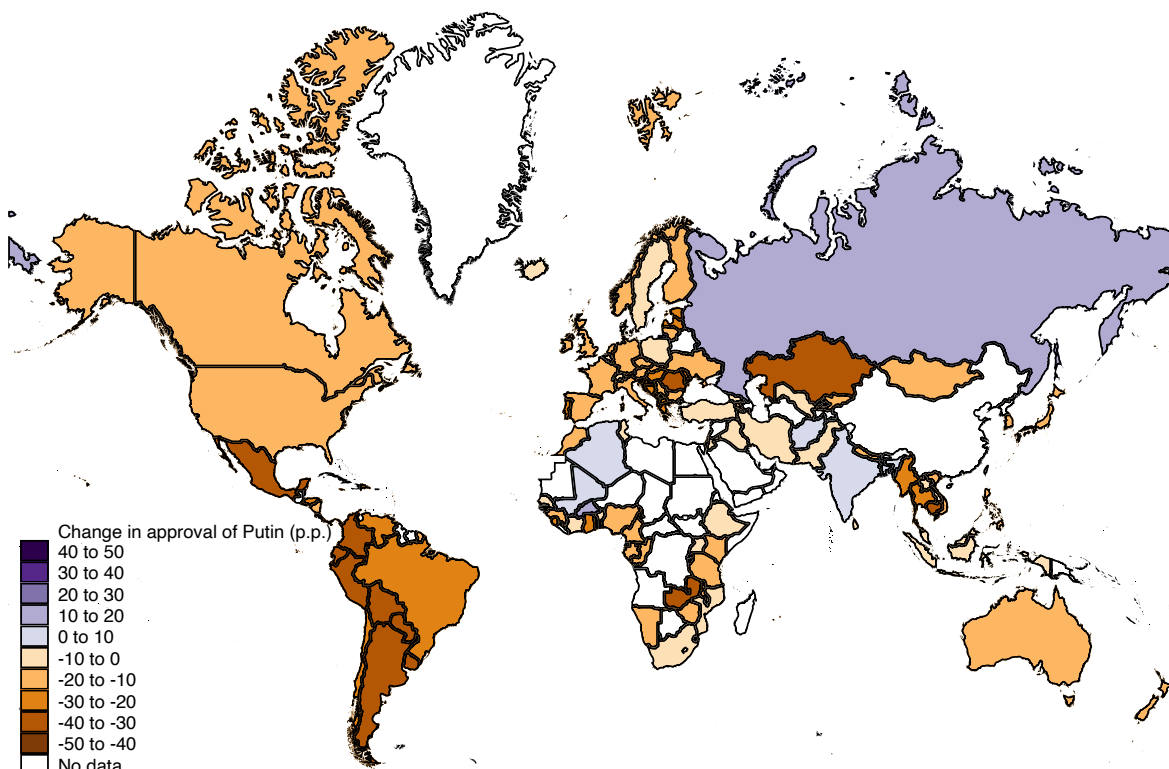 Change in approval of Putin (p.p.)
40 to 50
30 to 40
20 to 30
10 to 20
0 to 10
-10 to 0
-20 to -10
-30 to -20
-40 to -30
-50 to -40
No data